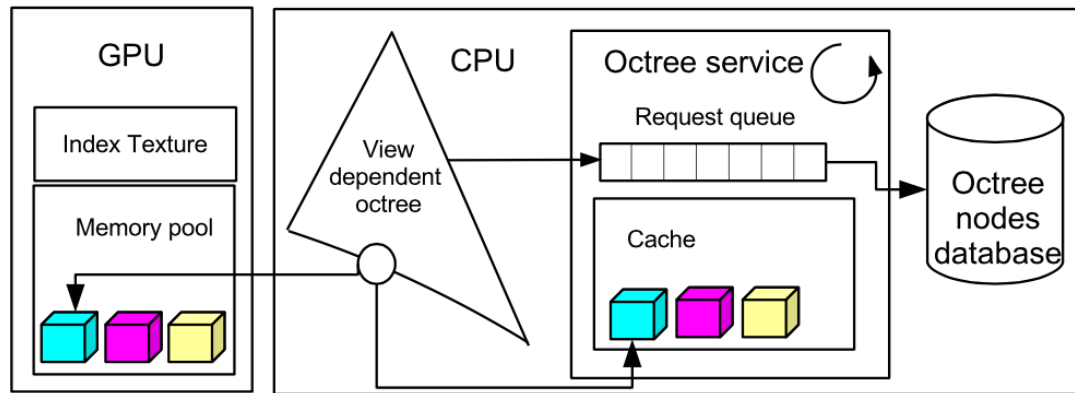 GPU
Index Texture
Memory pool
CPU
View
dependent
octree
Octree service
Request queue
Cache
Octree
nodes
database